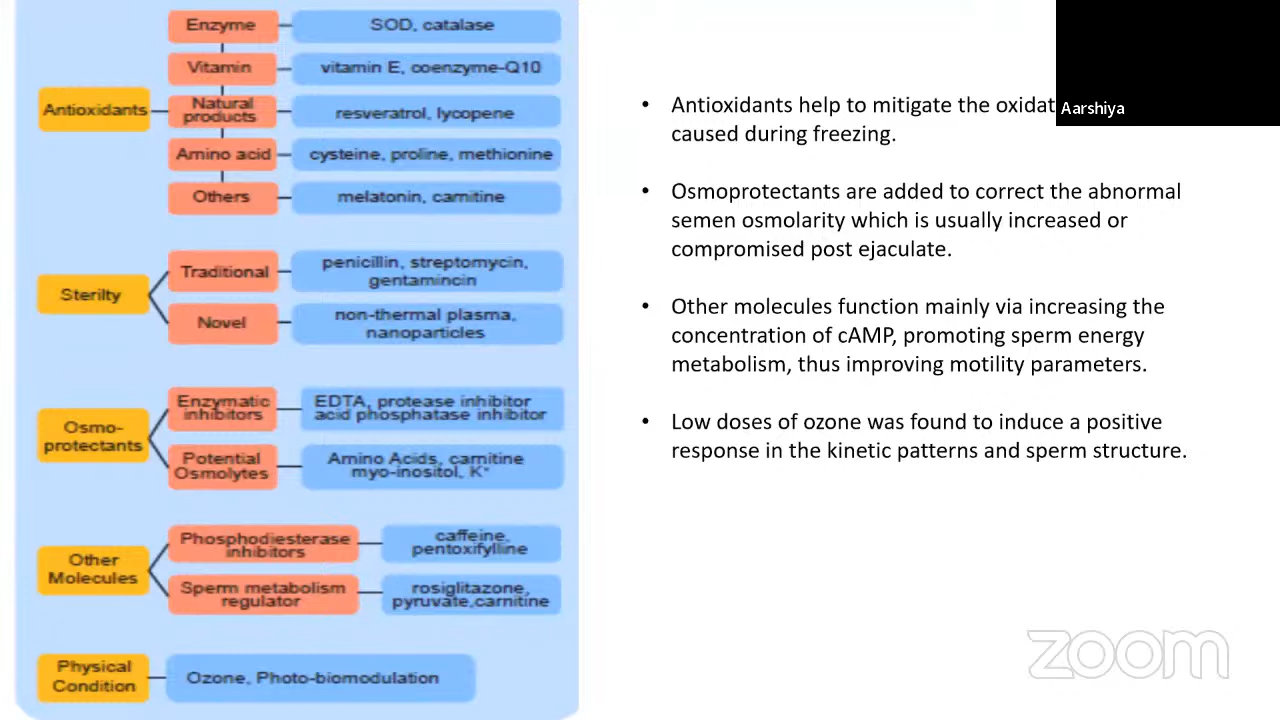 Enzyme
SOD, catalase
Vitamin
vitamin E, coenzyme-Q10
Antioxidants
Natural
products
resveratrol, lycopene
Amino acid
cysteine, proline, methionine
Others
melatonin, carnitine
Sterilty
Traditional
penicillin, streptomycin,
gentamincin
Novel
non-thermal plasma,
nanoparticles
Osmo-
protectants
Enzymatic
inhibitors
EDTA, protease inhibitor
acid phosphatase inhibitor
Potential
Osmolytes
Amino Acids, carnitine
myo-inositol, K⁺
Other
Molecules
Phosphodiesterase
inhibitors
caffeine,
pentoxifylline
Sperm metabolism
regulator
rosiglitazone,
pyruvate,carnitine
Physical
Condition
Ozone, Photo-biomodulation
• Antioxidants help to mitigate the
caused during freezing.
• Osmoprotectants are added to correct the abnormal
semen osmolarity which is usually increased or
compromised post ejaculate.
• Other molecules function mainly via increasing the
concentration of cAMP, promoting sperm energy
metabolism, thus improving motility parameters.
• Low doses of ozone was found to induce a positive
response in the kinetic patterns and sperm structure.
Aarshiya
zoom